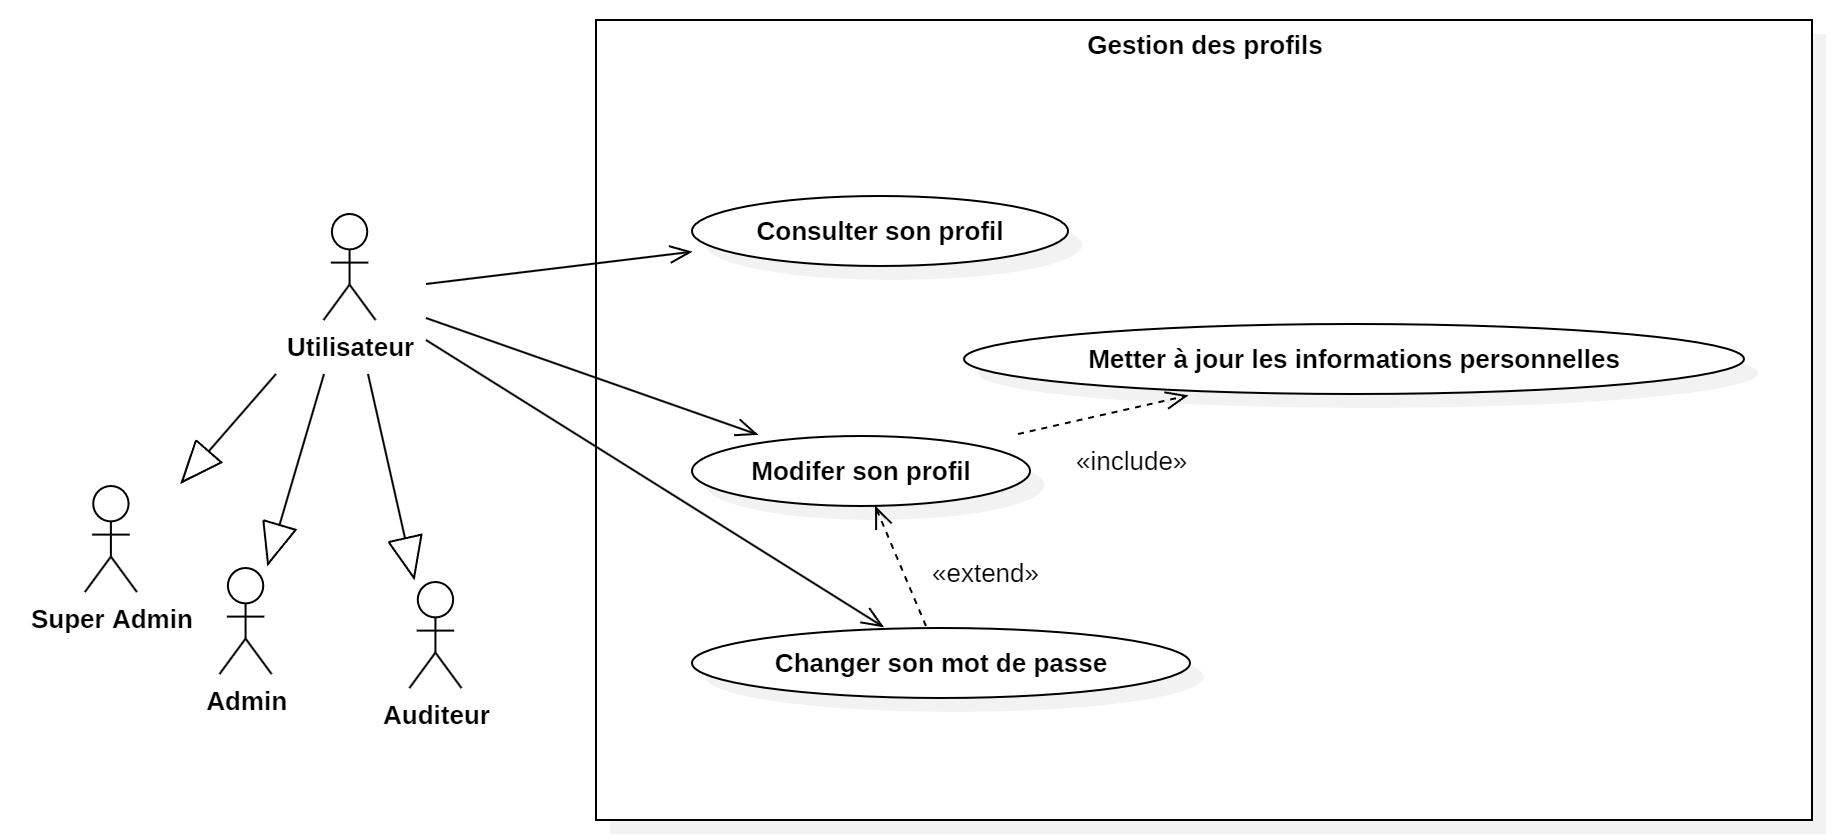 Gestion des profils
Consulter son profil
Utilisateur
Metter à jour les informations personnelles
«include»
Modifer son profil
«extend»
Super Admin
Changer son mot de passe
Admin
Auditeur